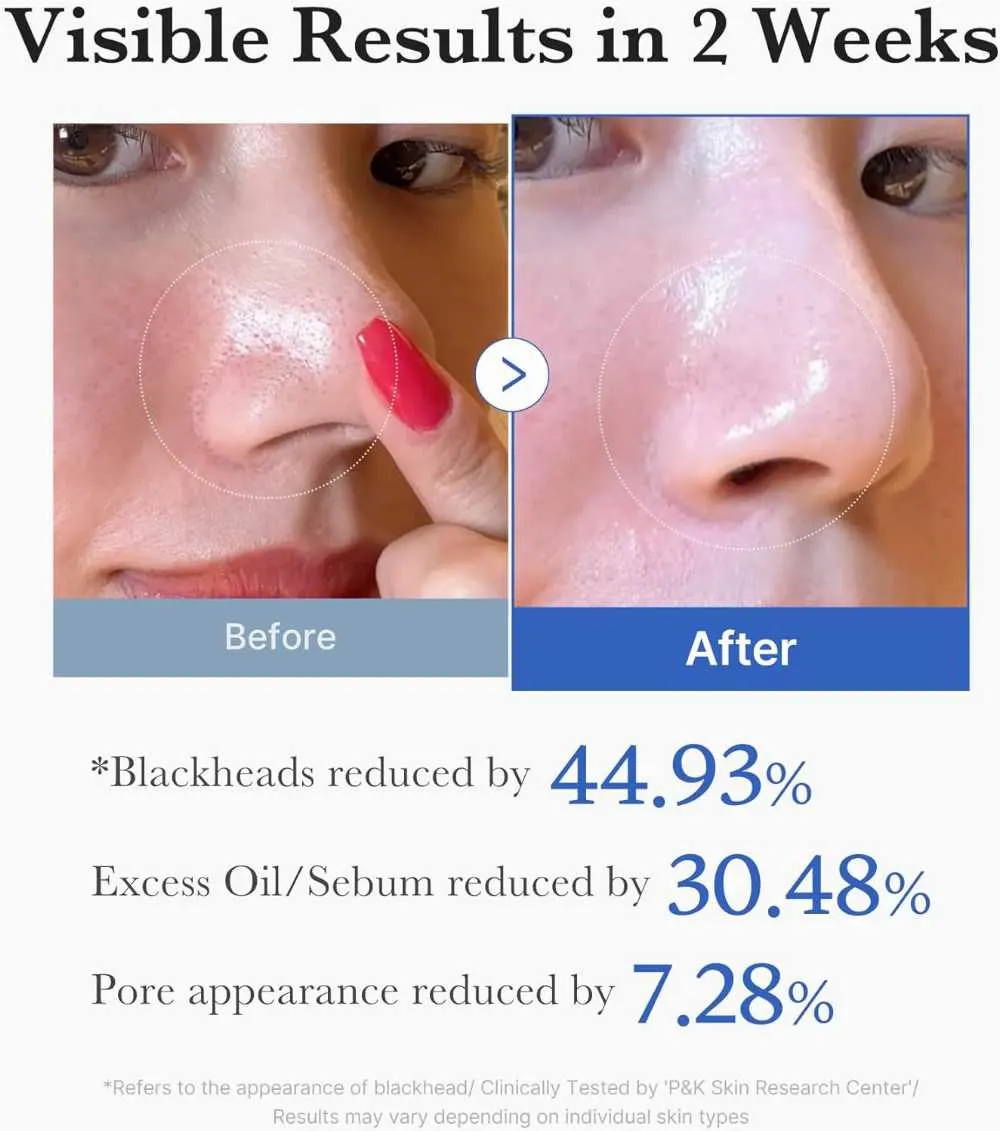 Visible Results in 2 Weeks
Before
After
*Blackheads reduced by 44.93%
Excess Oil/Sebum reduced by 30.48%
Pore appearance reduced by 7.28%
*Refers to the appearance of blackhead/ Clinically Tested by 'P&K Skin Research Center'/
Results may vary depending on individual skin types